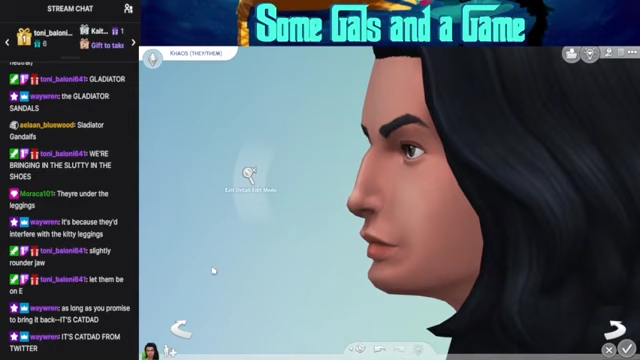 STREAM CHAT
Some Gals and a Game
toni_baloni...
6
Kait...
1
Gift to take
KHAOS (THEY/THEM)
neutral)
toni_baloni641: GLADIATOR
waywren: the GLADIATOR
SANDALS
aelaan_bluewood: Sladiator
Gandalfs
toni_baloni641: WE'RE
BRINGING IN THE SLUTTY IN THE
SHOES
Moraca101: Theyre under the
leggings
waywren: it's because they'd
interfere with the kitty leggings
toni_baloni641: slightly
rounder jaw
toni_baloni641: let them be
on E
waywren: as long as you promise
to bring it back--IT'S CATDAD
waywren: IT'S CATDAD FROM
TWITTER
Exit Detail Edit Mode